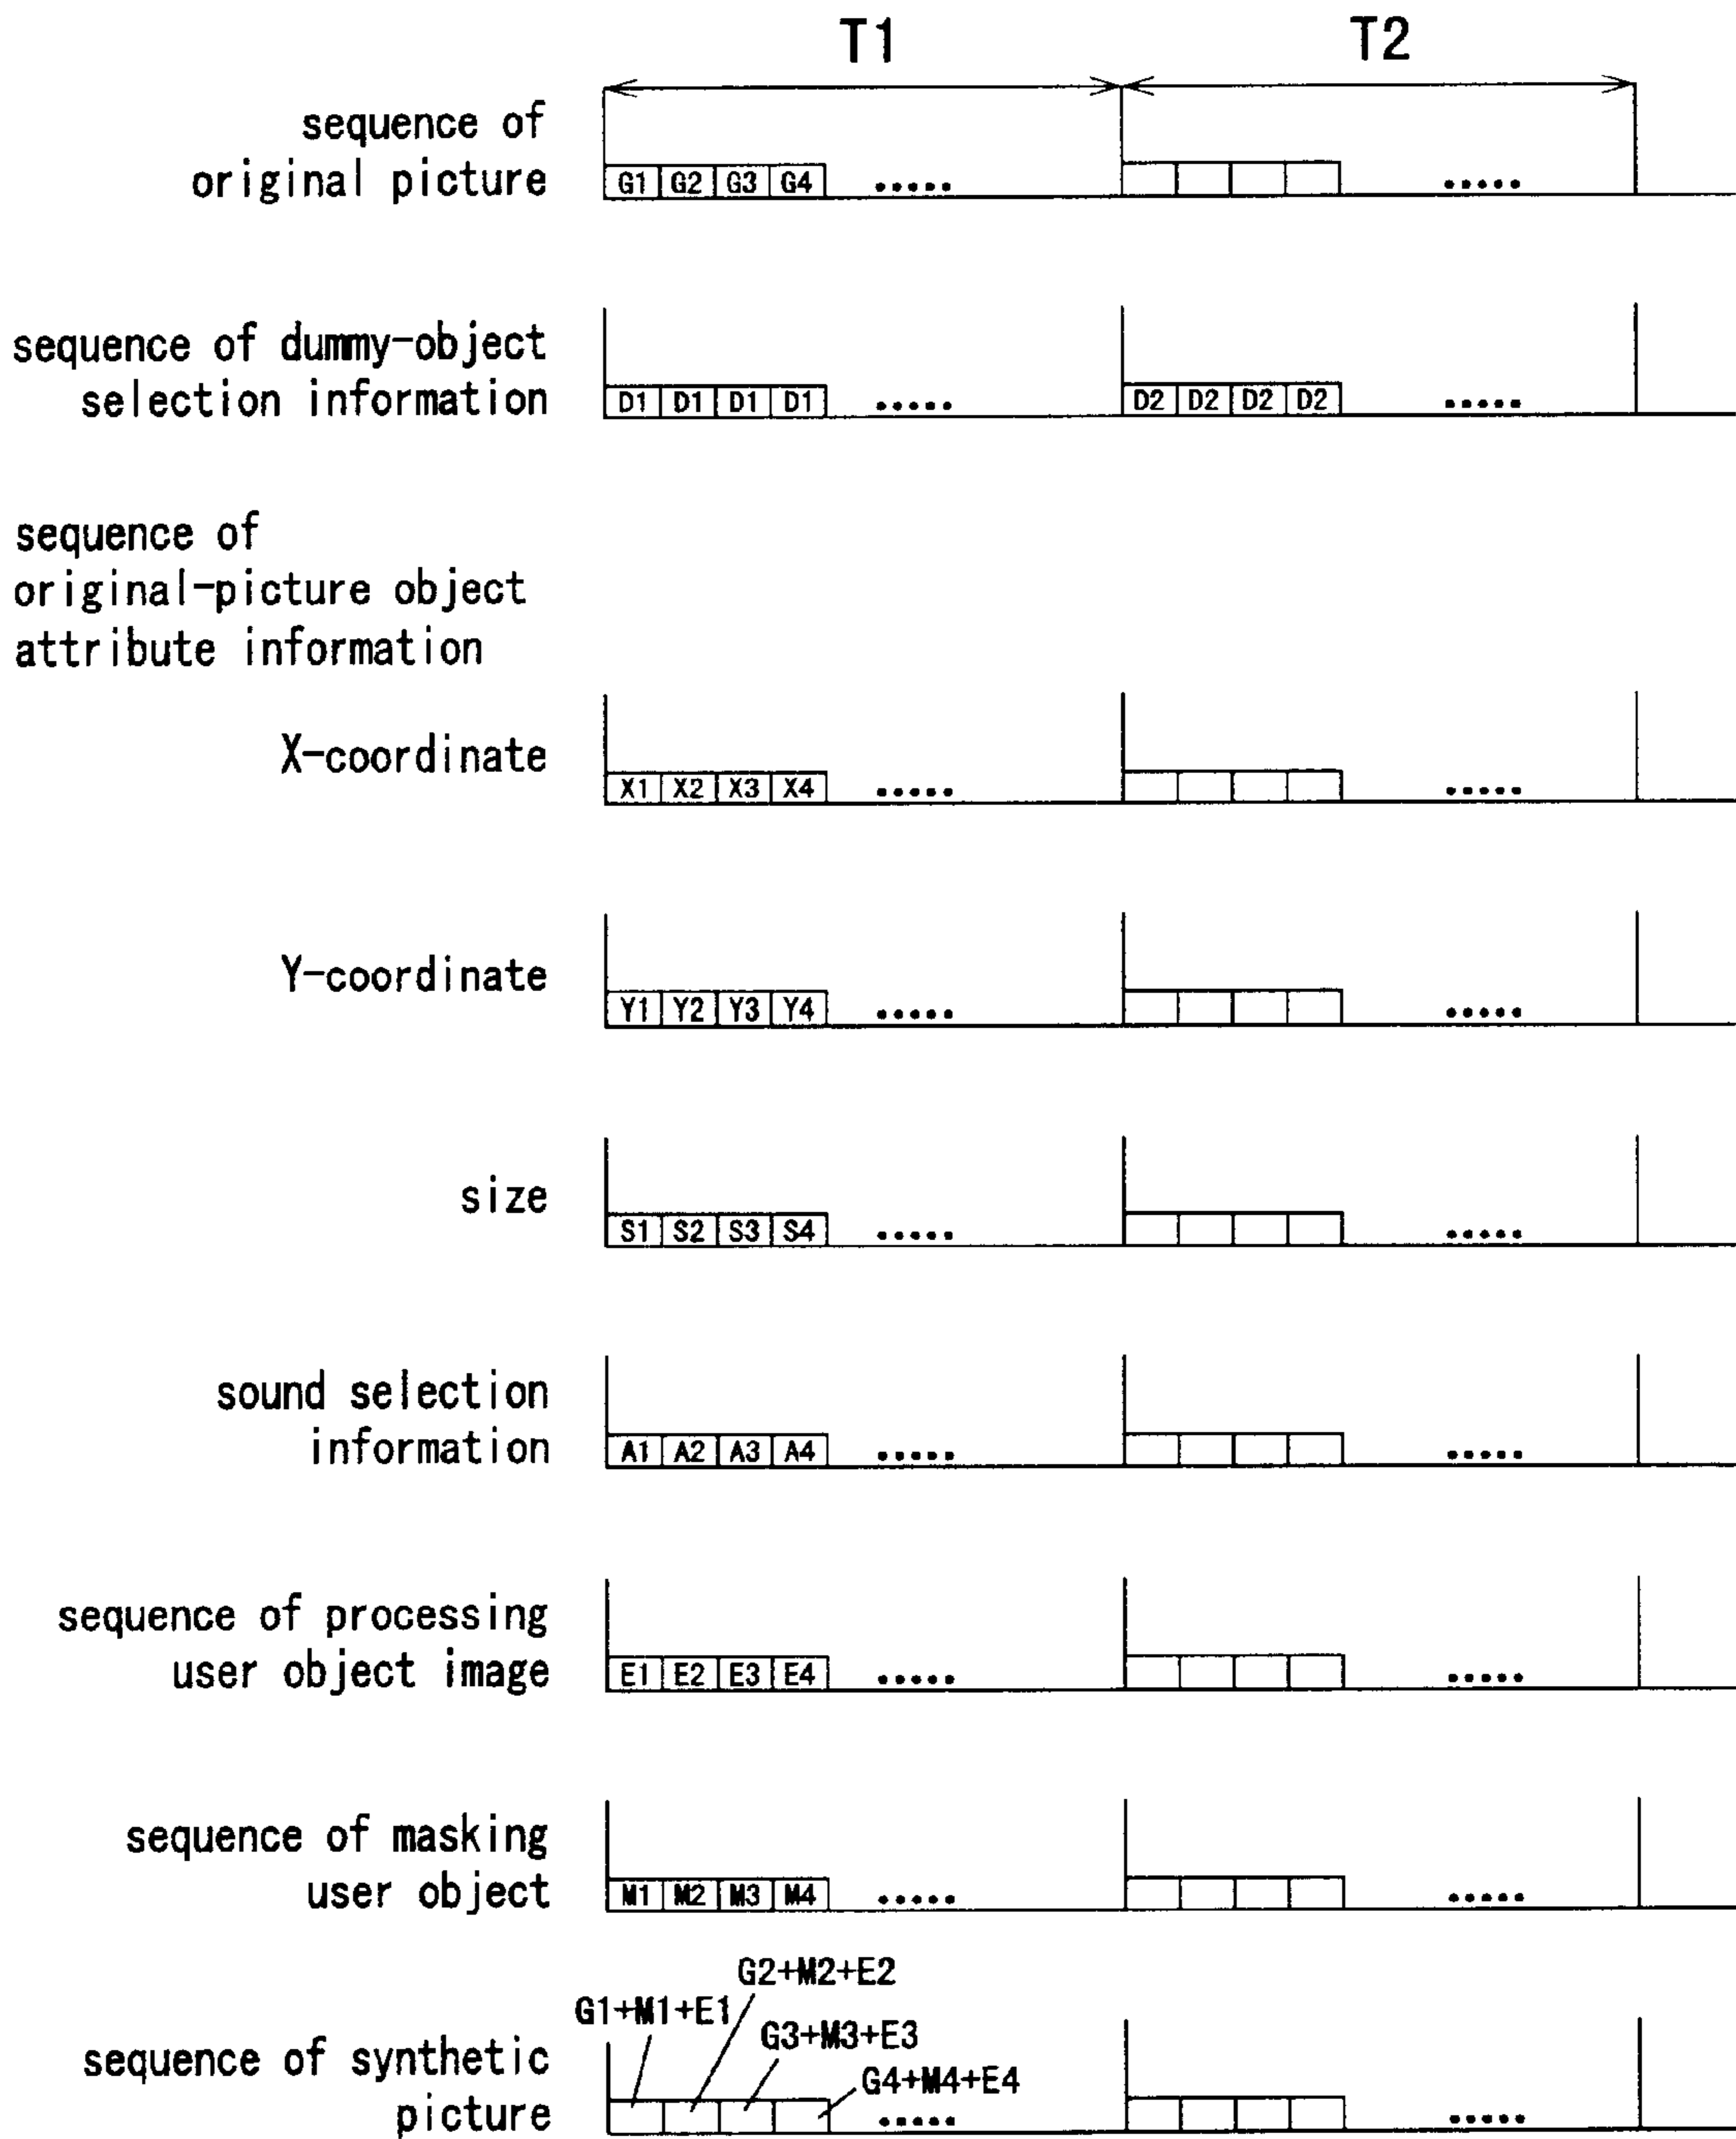 T1 T2
sequence of
original picture
G1 G2 G3 G4 ••••• •••••
sequence of dummy-object
selection information
D1 D1 D1 D1 ••••• D2 D2 D2 D2 •••••
sequence of
original-picture object
attribute information
X-coordinate
X1 X2 X3 X4 ••••• •••••
Y-coordinate
Y1 Y2 Y3 Y4 ••••• •••••
size
S1 S2 S3 S4 ••••• •••••
sound selection
information
A1 A2 A3 A4 ••••• •••••
sequence of processing
user object image
E1 E2 E3 E4 ••••• •••••
sequence of masking
user object
M1 M2 M3 M4 ••••• •••••
G2+M2+E2
G1+M1+E1
G3+M3+E3
G4+M4+E4
sequence of synthetic
picture
••••• •••••